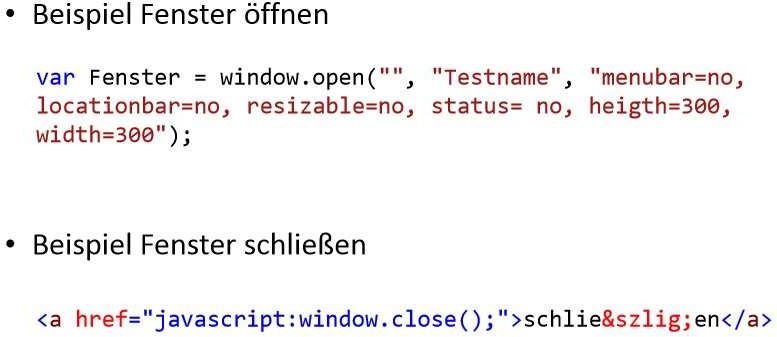 • Beispiel Fenster öffnen
var Fenster = window.open("", "Testname", "menubar=no,
locationbar=no, resizable=no, status= no, heigth=300,
width=300");
• Beispiel Fenster schließen
<a href="javascript:window.close();">schlie&szlig;en</a>